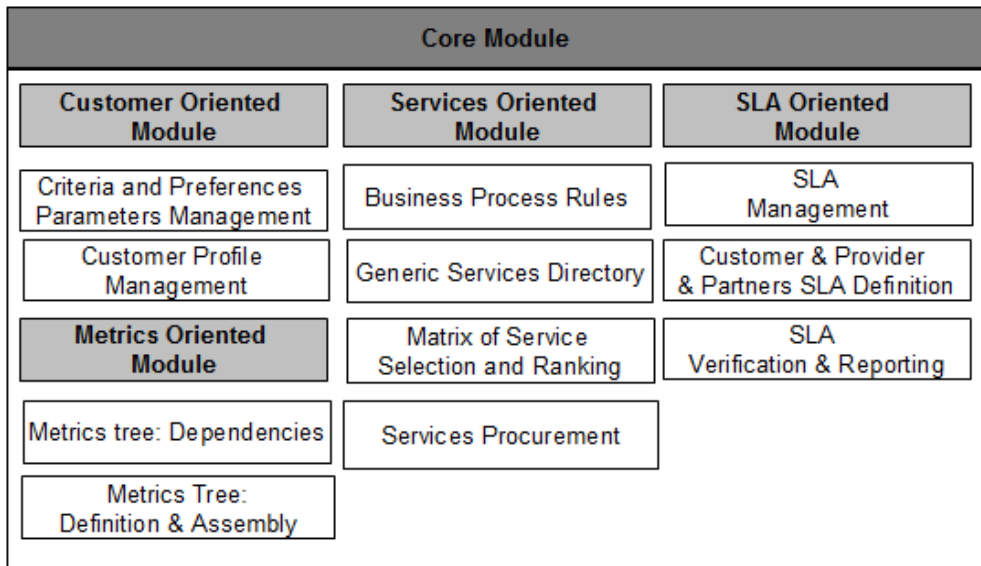 Core Module
Customer Oriented
Module
Criteria and Preferences
Parameters Management
Customer Profile
Management
Metrics Oriented
Module
Metrics tree: Dependencies
Metrics Tree:
Definition & Assembly
Services Oriented
Module
Business Process Rules
Generic Services Directory
Matrix of Service
Selection and Ranking
Services Procurement
SLA Oriented
Module
SLA
Management
Customer & Provider
& Partners SLA Definition
SLA
Verification & Reporting